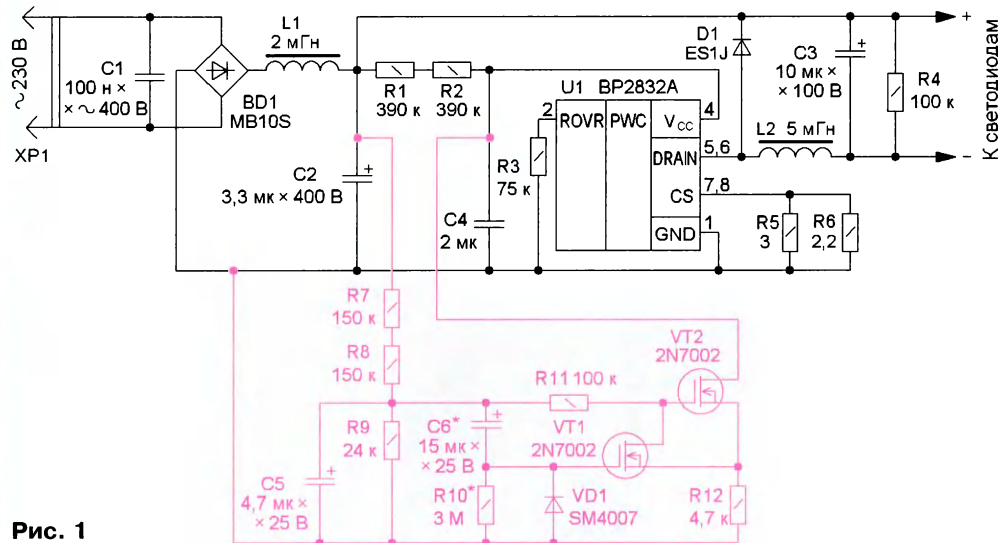 ~230 В
XP1
C1
100 н ×
× ~ 400 В
BD1
MB10S
L1
2 мГн
R1
390 к
R2
390 к
C2
3,3 мк × 400 В
C4
2 мк
R3
75 к
U1 BP2832A
2
ROVR
PWC
VCC
4
DRAIN
5,6
CS
7,8
GND
1
D1
ES1J
L2 5 мГн
C3
10 мк ×
× 100 В
R4
100 к
R5
3
R6
2,2
+
−
К светодиодам
R7
150 к
R8
150 к
R9
24 к
C5
4,7 мк ×
× 25 В
C6*
15 мк ×
× 25 В
R10*
3 М
R11 100 к
VT1
2N7002
VT2
2N7002
VD1
SM4007
R12
4,7 к
Рис. 1